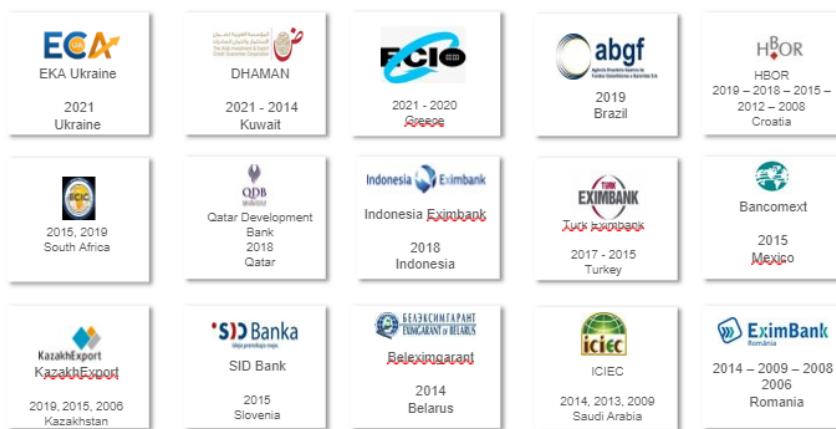 ECA
UA
EKA Ukraine
2021
Ukraine
DHAMAN
2021 - 2014
Kuwait
ECIO
2021 - 2020
Greece
abgf
2019
Brazil
HBOR
HBOR
2019 – 2018 – 2015 –
2012 – 2008
Croatia
ECIC
2015, 2019
South Africa
QDB
Qatar Development
Bank
2018
Qatar
Indonesia Eximbank
Indonesia Eximbank
2018
Indonesia
TURK
EXIMBANK
Turk Eximbank
2017 - 2015
Turkey
Bancomext
2015
Mexico
KazakhExport
KazakhExport
2019, 2015, 2006
Kazakhstan
SID Banka
SID Bank
2015
Slovenia
БЕЛЭКСИМГАРАНТ
EXIMGARANT OF BELARUS
Beleximgarant
2014
Belarus
iciec
ICIEC
2014, 2013, 2009
Saudi Arabia
EximBank
România
2014 – 2009 – 2008
2006
Romania